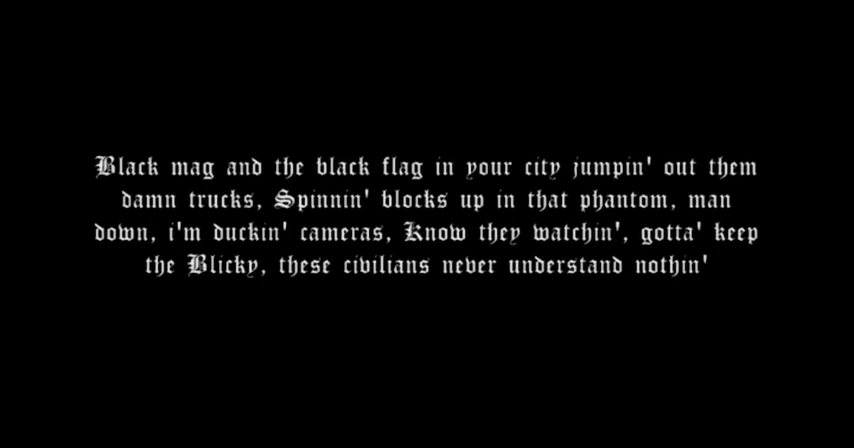 Black mag and the black flag in your city jumpin' out them
damn trucks, Spinnin' blocks up in that phantom, man
down, i'm duckin' cameras, Know they watchin', gotta' keep
the Blicky, these civilians never understand nothin'